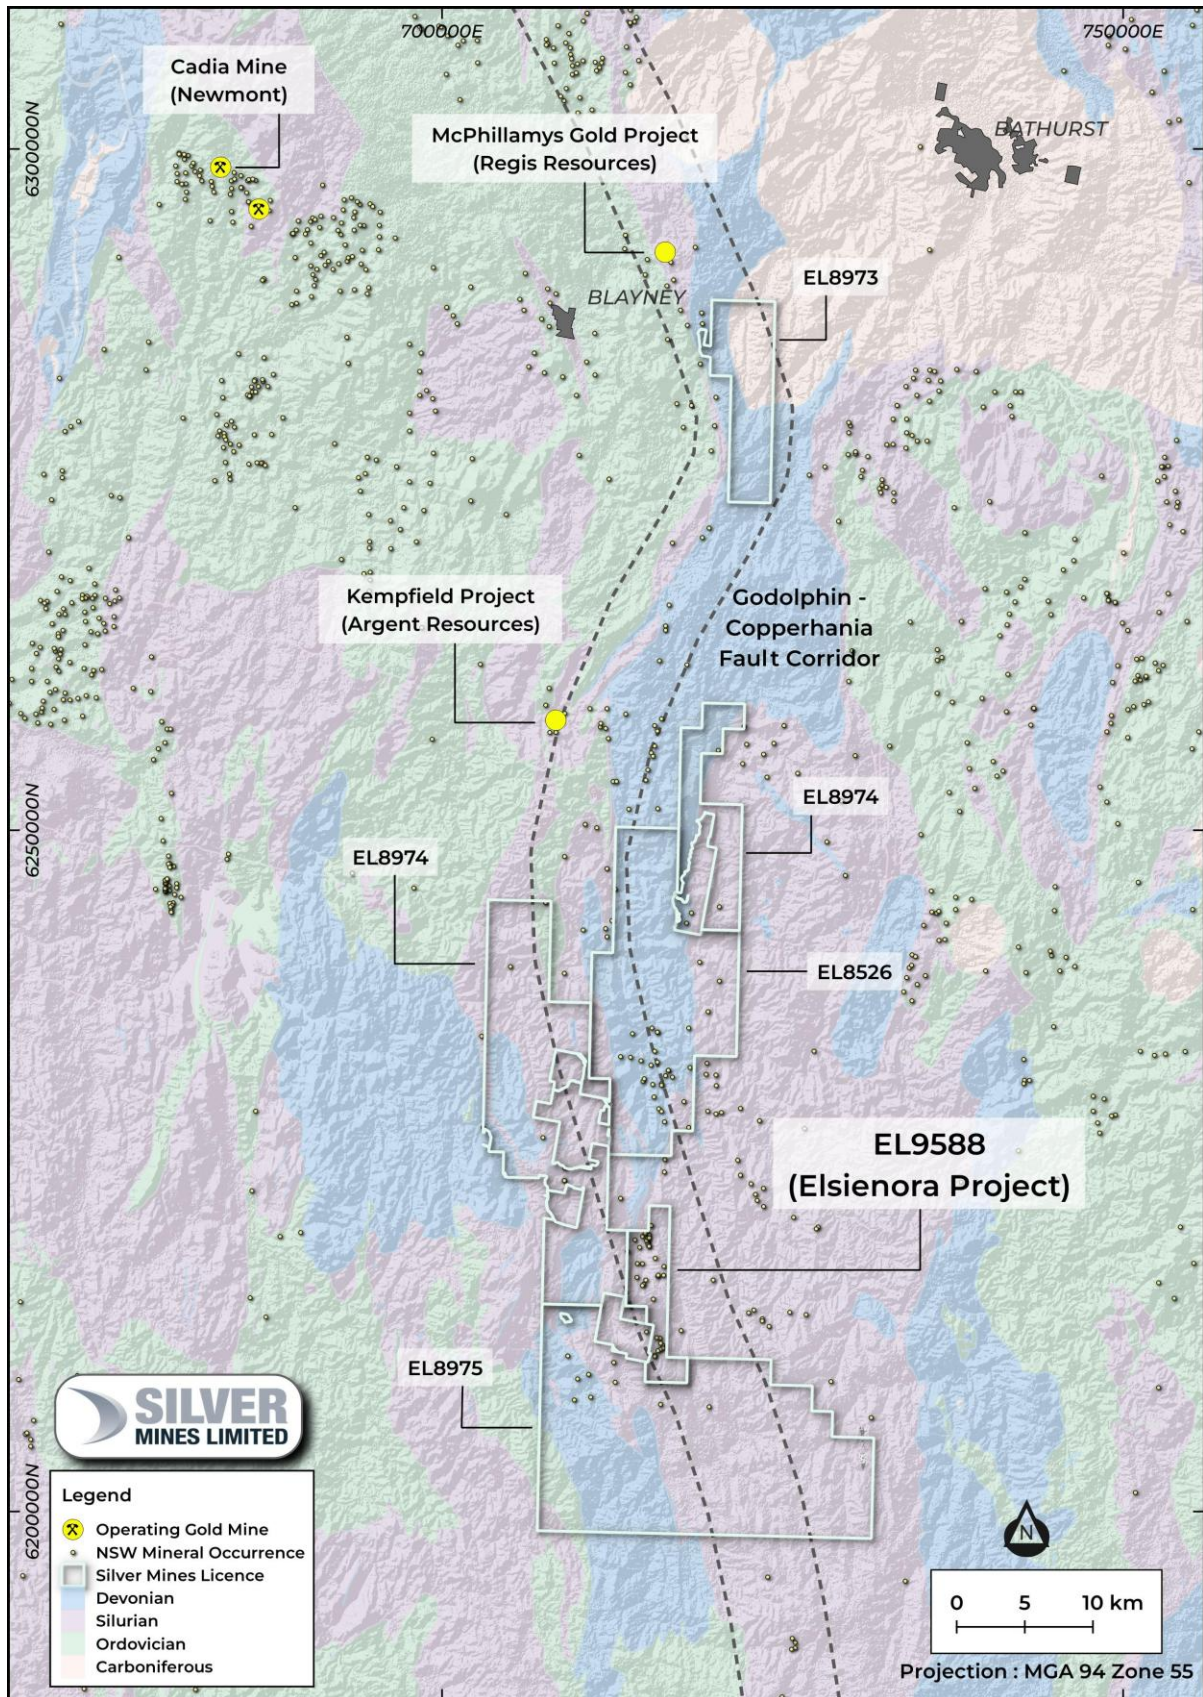 700000E
750000E
Cadia Mine
(Newmont)
McPhillamys Gold Project
(Regis Resources)
BATHURST
6300000N
EL8973
BLAYNEY
Kempfield Project
(Argent Resources)
Godolphin -
Copperhania
Fault Corridor
EL8974
6250000N
EL8974
EL8526
EL9588
(Elsienora Project)
EL8975
SILVER
MINES LIMITED
6200000N
Legend
Operating Gold Mine
NSW Mineral Occurrence
Silver Mines Licence
Devonian
Silurian
Ordovician
Carboniferous
N
0 5 10 km
Projection : MGA 94 Zone 55